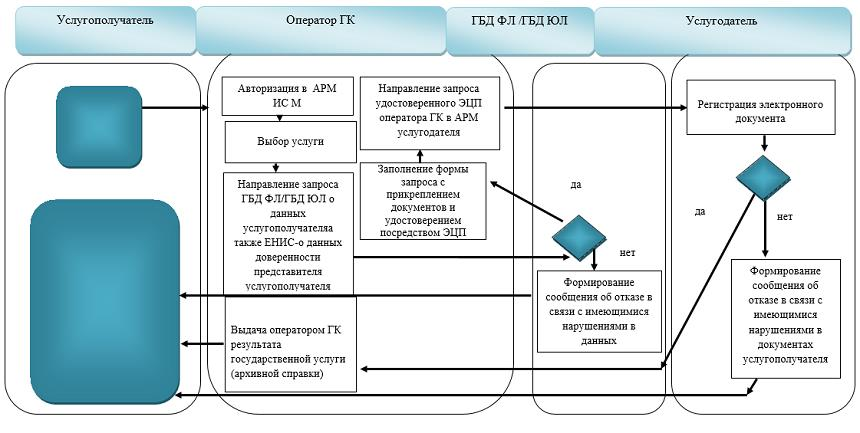 Услугополучатель
Оператор ГК
ГБД ФЛ /ГБД ЮЛ
Услугодатель
Авторизация в АРМ
ИС М
Выбор услуги
Направление запроса
ГБД ФЛ/ГБД ЮЛ о
данных
услугополучателяа
также ЕНИС-о данных
доверенности
представителя
услугополучателя
Выдача оператором ГК
результата
государственной услуги
(архивной справки)
Направление запроса
удостоверенного ЭЦП
оператора ГК в АРМ
услугодателя
Заполнение формы
запроса с
прикреплением
документов и
удостоверением
посредством ЭЦП
да
нет
Формирование
сообщения об отказе в
связи с имеющимися
нарушениями в
данных
Регистрация электронного
документа
да
нет
Формирование
сообщения об
отказе в связи с
имеющимися
нарушениями в
документах
услугополучателя